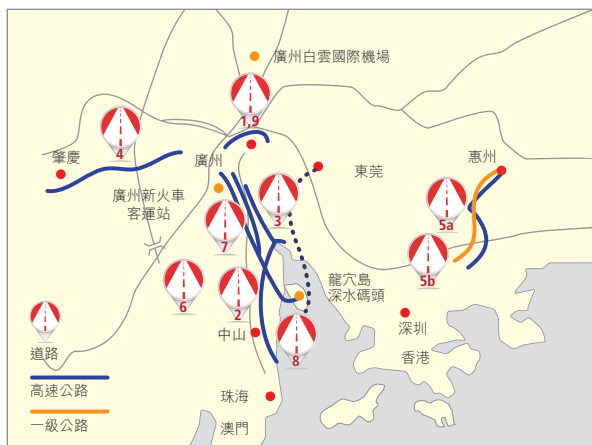 廣州白雲國際機場
1,9
4
肇慶
廣州
東莞
惠州
3
廣州新火車
客運站
5a
7
5b
龍穴島
深水碼頭
6
2
中山
8
深圳
香港
道路
高速公路
珠海
一級公路
澳門